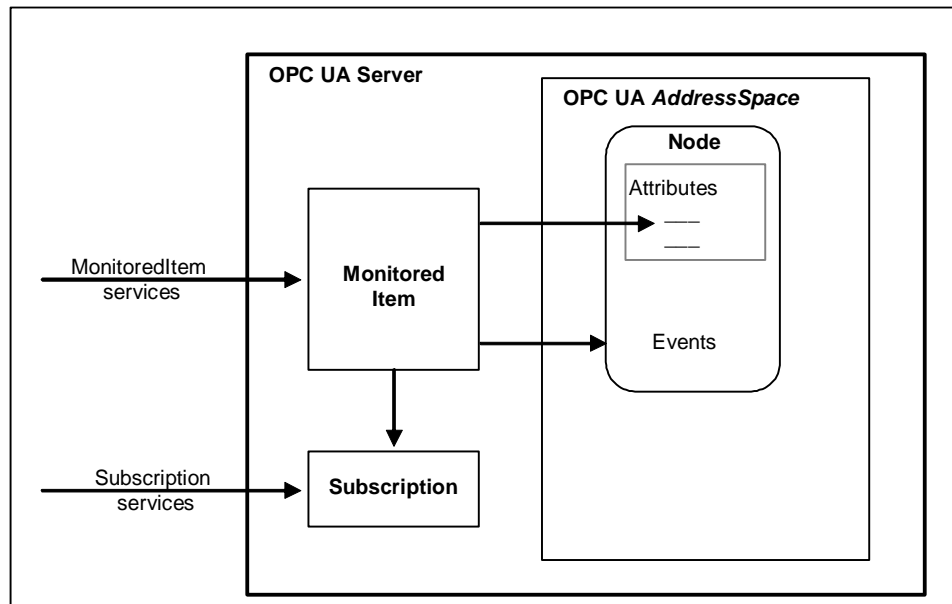 OPC UA Server
OPC UA AddressSpace
Node
Attributes
MonitoredItem
services
Monitored
Item
Events
Subscription
services
Subscription